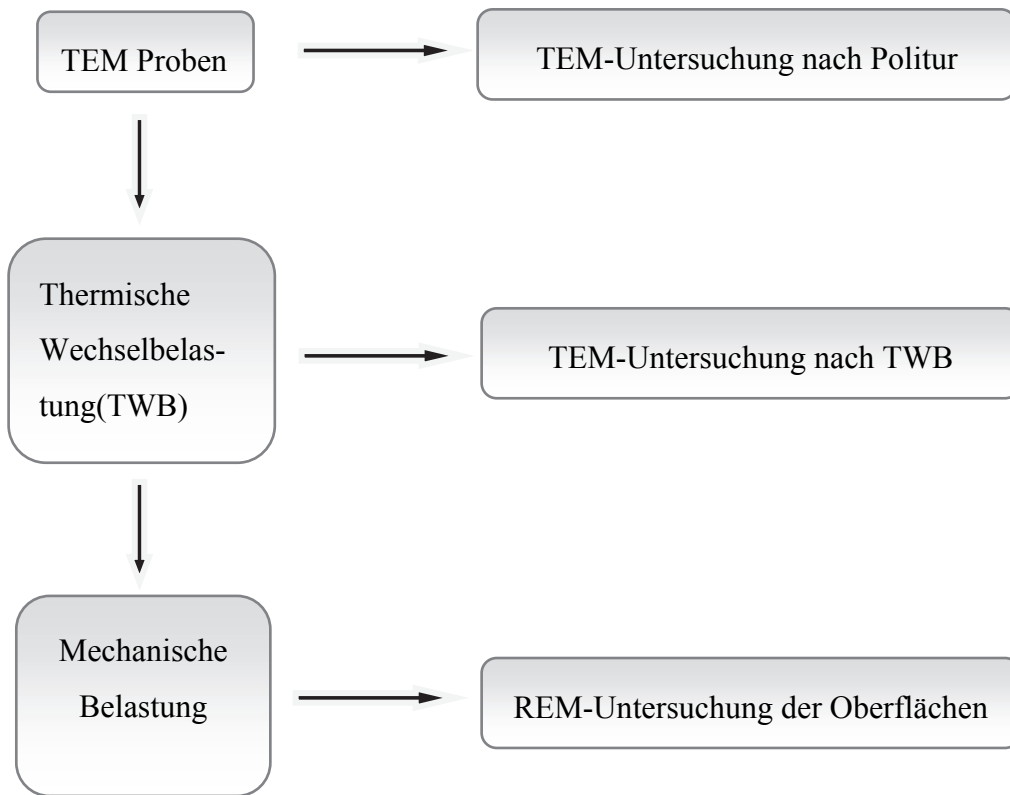 TEM Proben
TEM-Untersuchung nach Politur
Thermische
Wechselbelas-
tung(TWB)
TEM-Untersuchung nach TWB
Mechanische
Belastung
REM-Untersuchung der Oberflächen